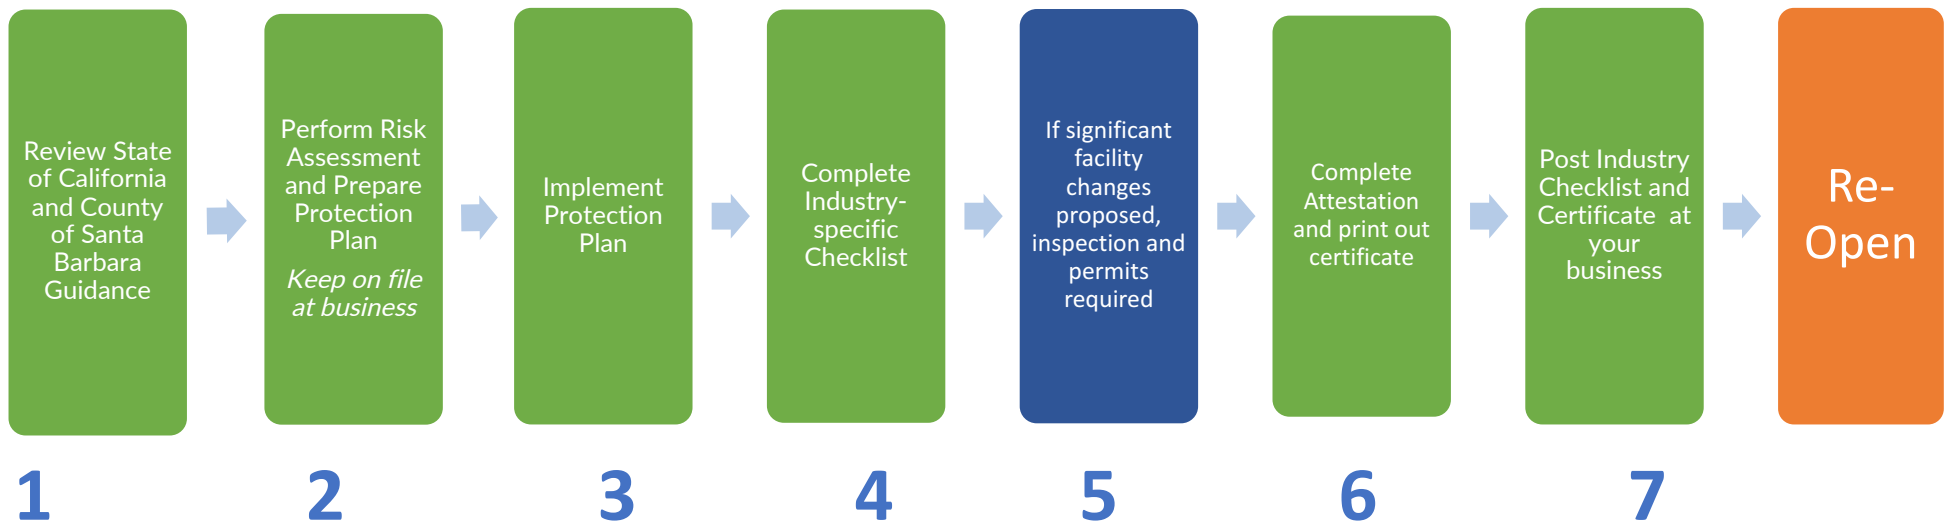 Review State
of California
and County
of Santa
Barbara
Guidance
Perform Risk
Assessment
and Prepare
Protection
Plan
Keep on file
at business
Implement
Protection
Plan
Complete
Industry-
specific
Checklist
If significant
facility
changes
proposed,
inspection and
permits
required
Complete
Attestation
and print out
certificate
Post Industry
Checklist and
Certificate at
your
business
Re-
Open
1
2
3
4
5
6
7